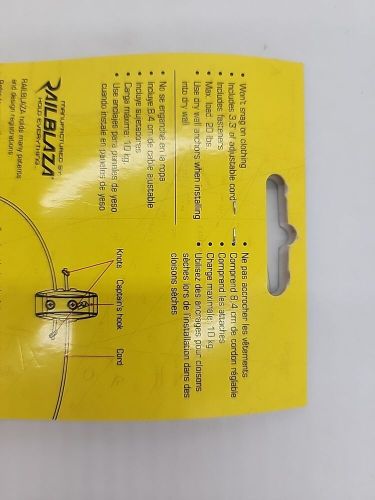 • Won't snag on clothing
• Includes 3.3' of adjustable cord
• Includes fasteners
• Max. load 20 lbs.
• Use dry wall anchors when installing
into dry wall
• No se enganche en la ropa
• Incluye 8.4 cm de cable ajustable
• Incluye sujetadores
• Carga máxima: 10 kg
• Use anclajes para paneles de yeso
cuando instale en paneles de yeso
MANUFACTURED BY:
RAILBLAZA
HOLD EVERYTHING
RAILBLAZA holds many patents
and design registrations
• Ne pas accrocher les vêtements
• Comprend 8.4 cm de cordon réglable
• Comprend les attaches
• Charge maximale: 10 kg
• Utilisez des ancrages pour cloisons
sèches lors de l'installation dans des
cloisons sèches
Knots
Captain's hook
Cord